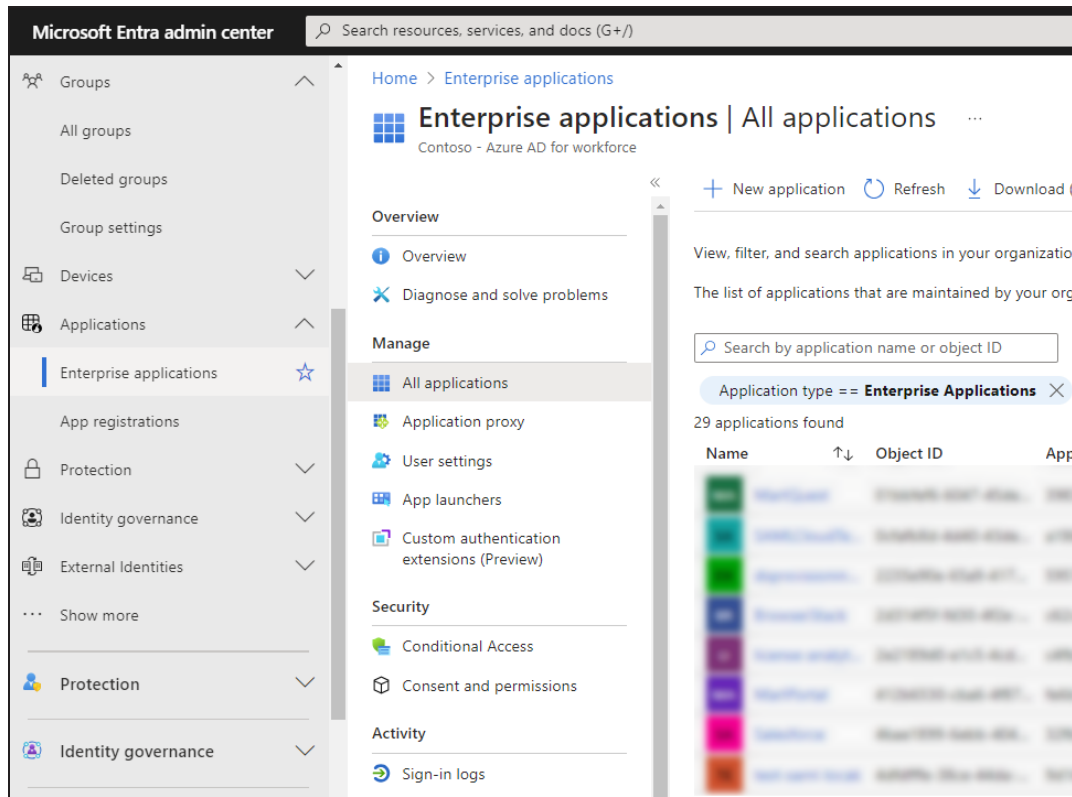 Microsoft Entra admin center
Search resources, services, and docs (G+/)
Groups
All groups
Deleted groups
Group settings
Devices
Applications
Enterprise applications
App registrations
Protection
Identity governance
External Identities
Show more
Protection
Identity governance
Home > Enterprise applications
Enterprise applications | All applications
Contoso - Azure AD for workforce
Overview
Overview
Diagnose and solve problems
Manage
All applications
Application proxy
User settings
App launchers
Custom authentication
extensions (Preview)
Security
Conditional Access
Consent and permissions
Activity
Sign-in logs
New application Refresh Download (
View, filter, and search applications in your organizatio
The list of applications that are maintained by your org
Search by application name or object ID
Application type == Enterprise Applications
29 applications found
Name Object ID App